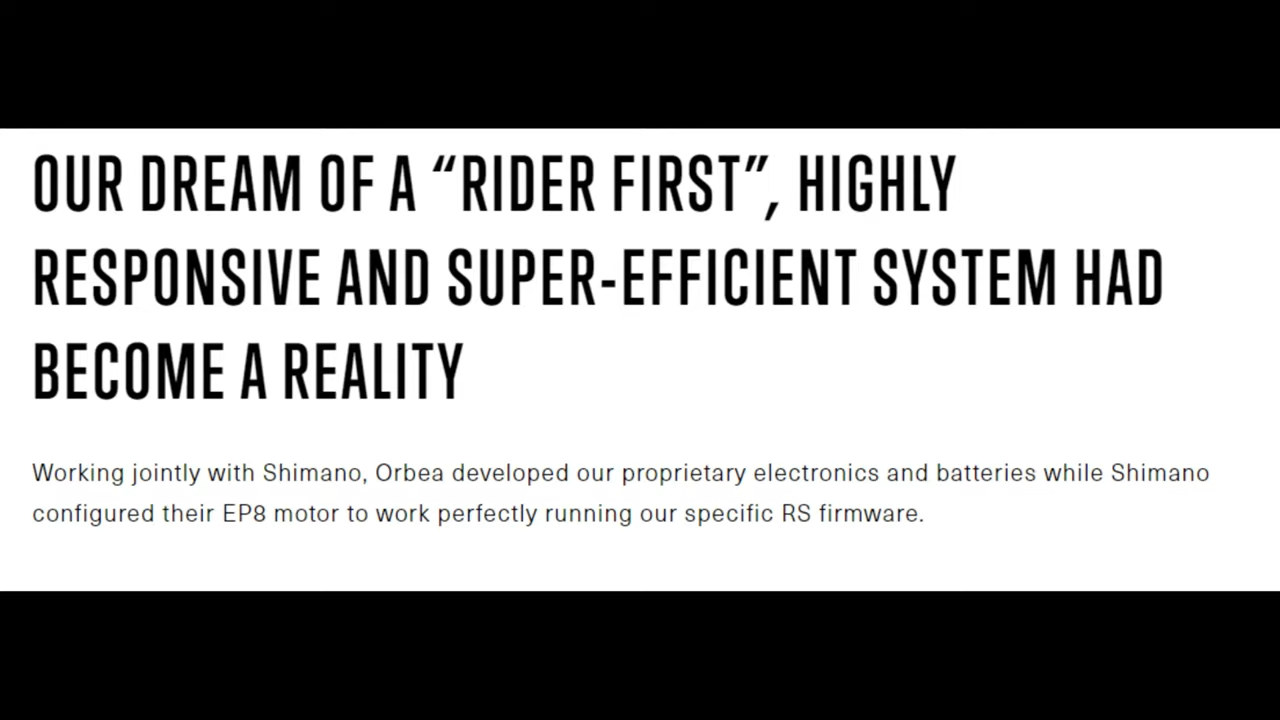 OUR DREAM OF A “RIDER FIRST”, HIGHLY
RESPONSIVE AND SUPER-EFFICIENT SYSTEM HAD
BECOME A REALITY
Working jointly with Shimano, Orbea developed our proprietary electronics and batteries while Shimano
configured their EP8 motor to work perfectly running our specific RS firmware.